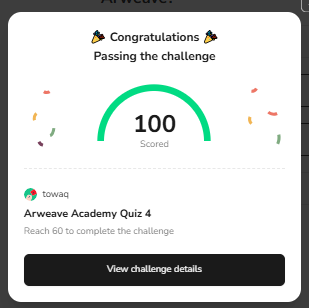 Arweave?
Congratulations
Passing the challenge
100
Scored
towaq
Arweave Academy Quiz 4
Reach 60 to complete the challenge
View challenge details